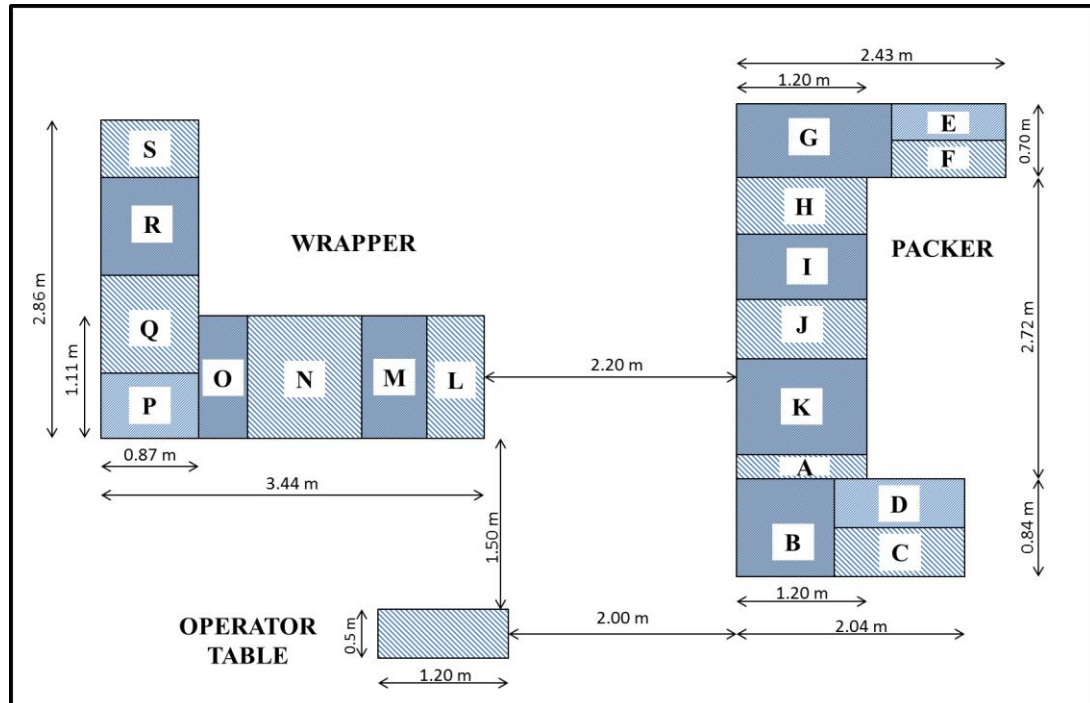 2.43 m
1.20 m
G
E
F
0.70 m
S
H
R
WRAPPER
I
PACKER
2.86 m
Q
J
2.72 m
1.11 m
O
N
M
L
2.20 m
P
K
0.87 m
A
3.44 m
D
1.50 m
B
C
0.84 m
1.20 m
2.04 m
OPERATOR
TABLE
0.5 m
2.00 m
1.20 m